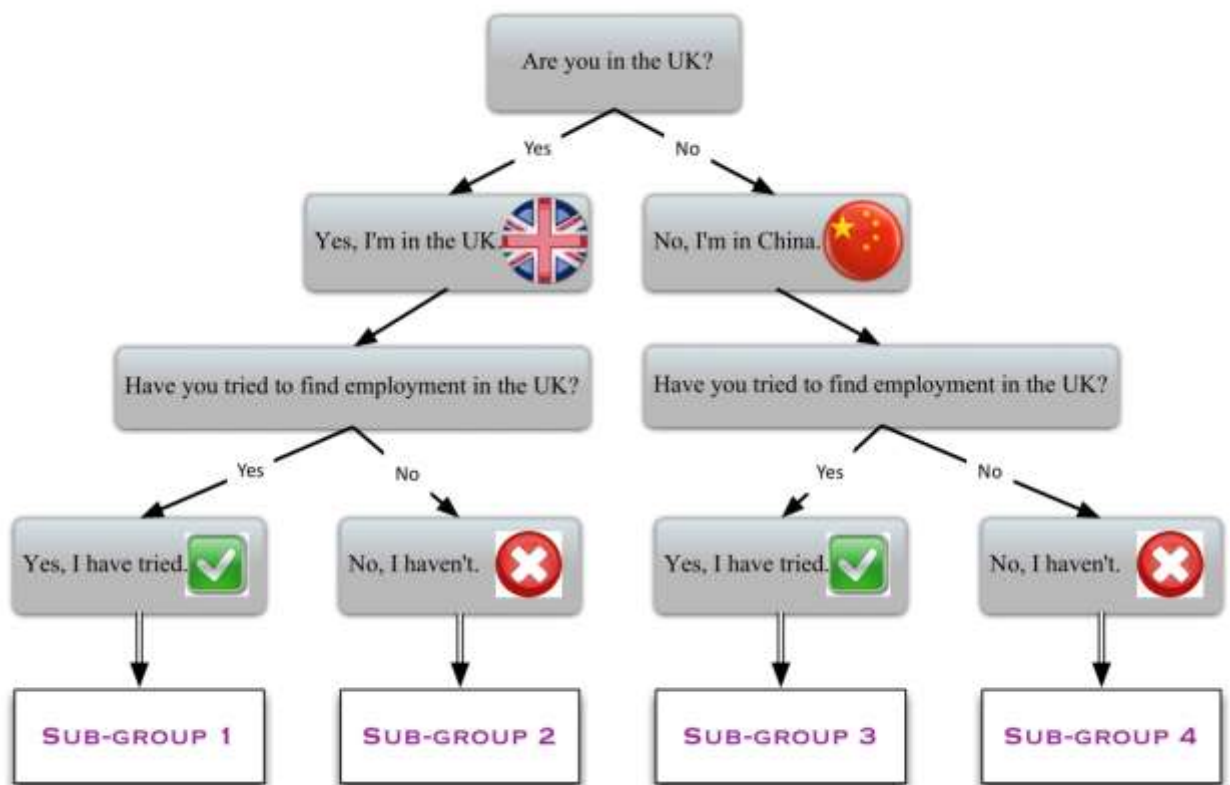 Are you in the UK?
Yes
No
Yes, I'm in the UK.
No, I'm in China.
Have you tried to find employment in the UK?
Have you tried to find employment in the UK?
Yes
No
Yes
No
Yes, I have tried.
No, I haven't.
Yes, I have tried.
No, I haven't.
SUB-GROUP 1
SUB-GROUP 2
SUB-GROUP 3
SUB-GROUP 4